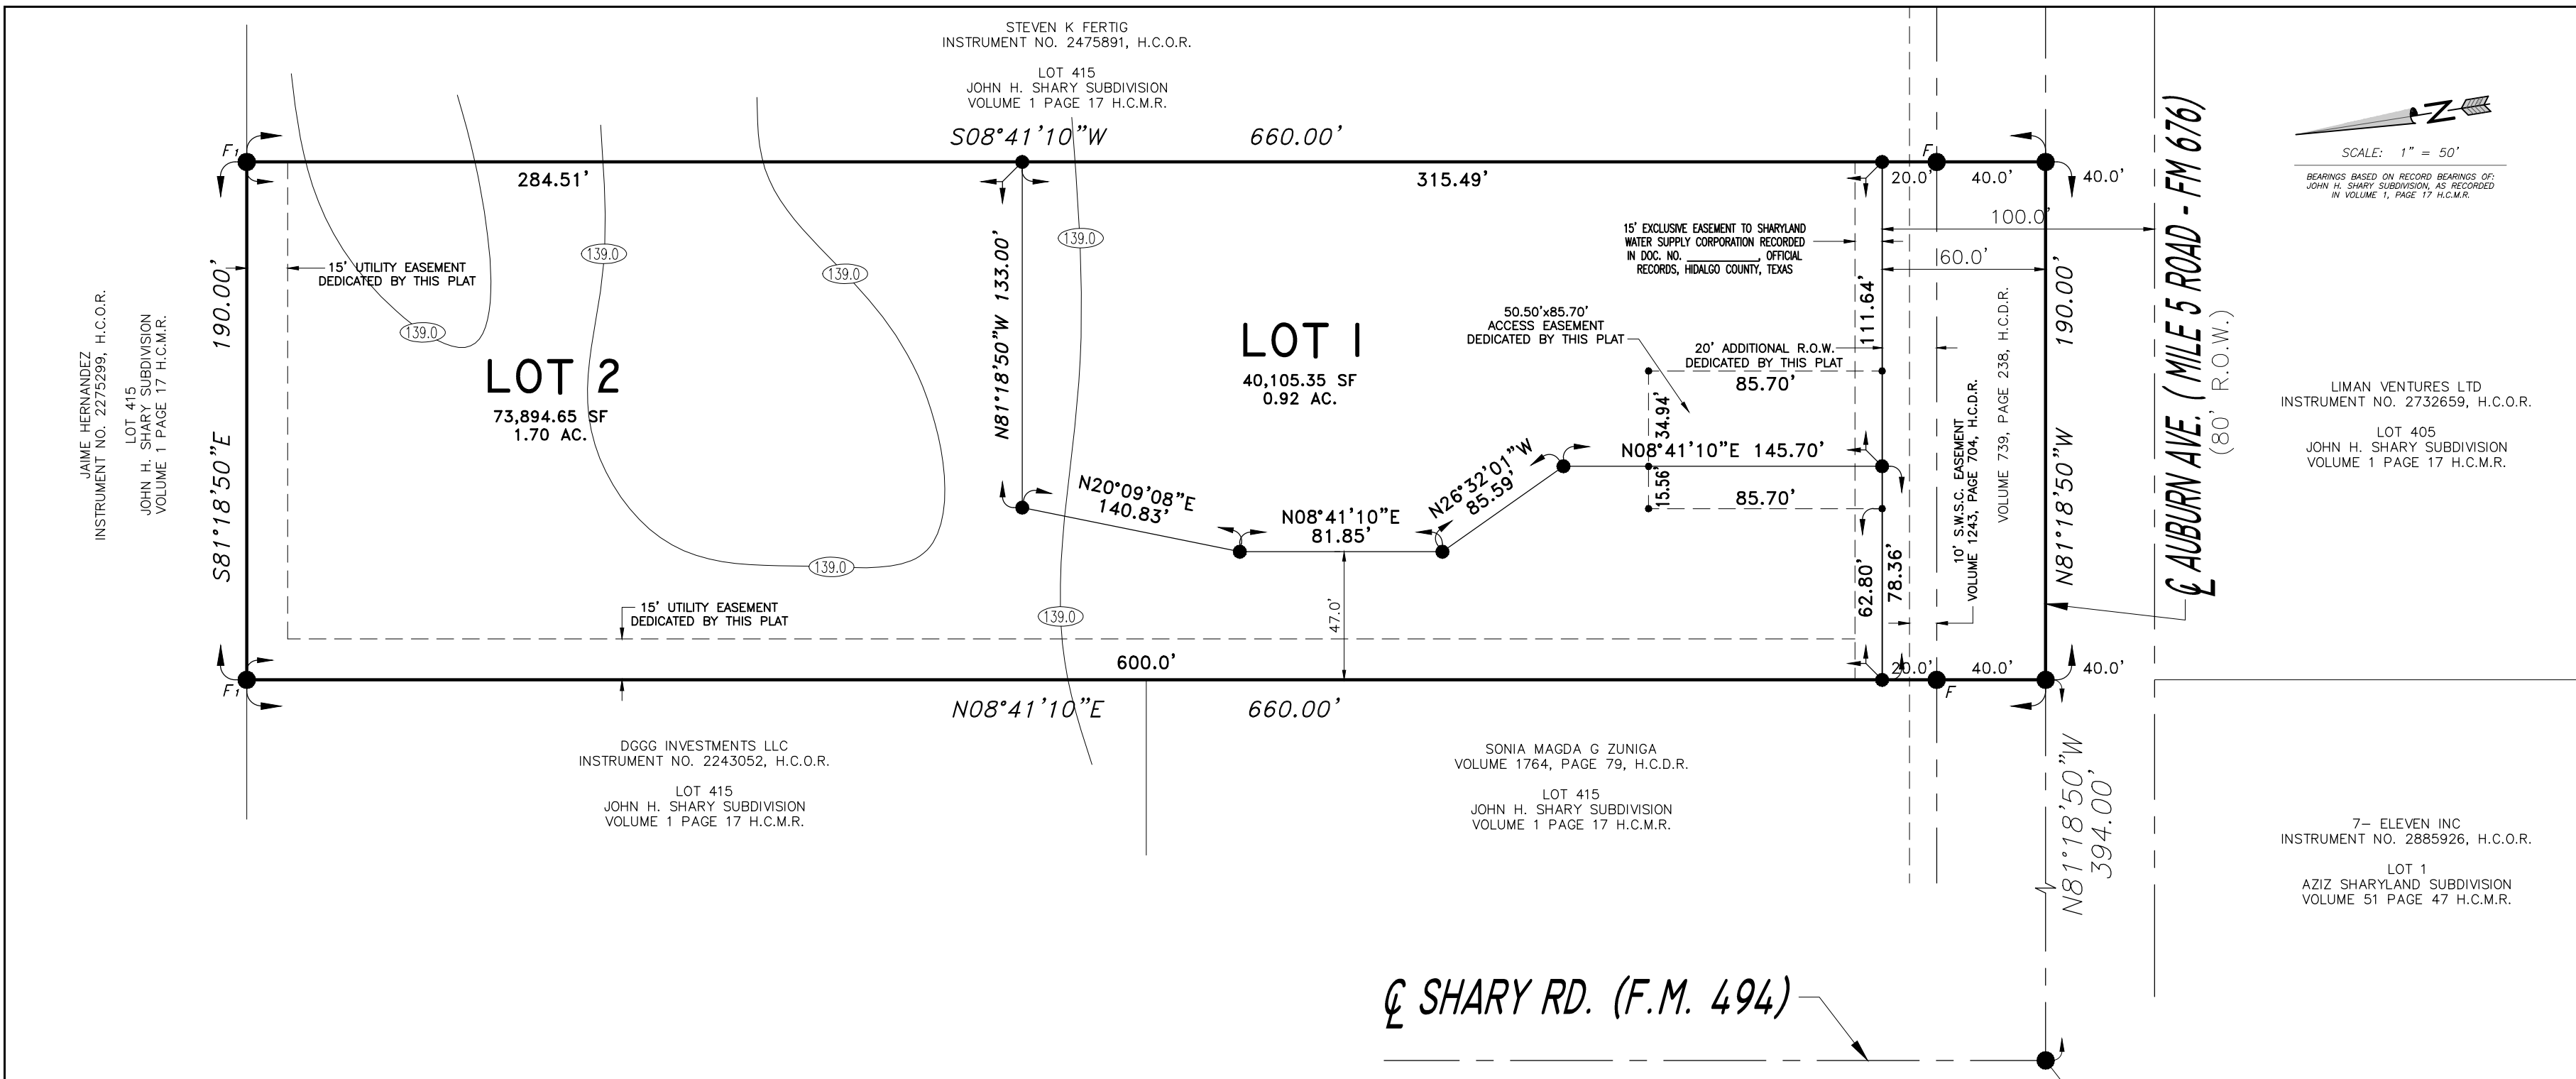 STEVEN K FERTIG
INSTRUMENT NO. 2475891, H.C.O.R.
LOT 415
JOHN H. SHARY SUBDIVISION
VOLUME 1 PAGE 17 H.C.M.R.
S08°41'10"W 660.00'
F1
F
284.51'
315.49'
20.0'
40.0'
40.0'
SCALE: 1" = 50'
BEARINGS BASED ON RECORD BEARINGS OF:
JOHN H. SHARY SUBDIVISION, AS RECORDED
IN VOLUME 1, PAGE 17 H.C.M.R.
N
JAIME HERNANDEZ
INSTRUMENT NO. 2275299, H.C.O.R.
LOT 415
JOHN H. SHARY SUBDIVISION
VOLUME 1 PAGE 17 H.C.M.R.
S81°18'50"E 190.00'
15' UTILITY EASEMENT
DEDICATED BY THIS PLAT
139.0
139.0
139.0
139.0
LOT 2
73,894.65 SF
1.70 AC.
N81°18'50"W 133.00'
LOT 1
40,105.35 SF
0.92 AC.
15' EXCLUSIVE EASEMENT TO SHARYLAND
WATER SUPPLY CORPORATION RECORDED
IN DOC. NO. ____________, OFFICIAL
RECORDS, HIDALGO COUNTY, TEXAS
50.50'x85.70'
ACCESS EASEMENT
DEDICATED BY THIS PLAT
20' ADDITIONAL R.O.W.
DEDICATED BY THIS PLAT
85.70'
111.64'
100.0'
60.0'
34.94'
15.56'
N08°41'10"E 145.70'
85.70'
N20°09'08"E
140.83'
N08°41'10"E
81.85'
N26°32'01"W
85.59'
47.0'
62.80'
78.36'
10' S.W.S.C. EASEMENT
VOLUME 1243, PAGE 704, H.C.D.R.
VOLUME 739, PAGE 238, H.C.D.R.
N81°18'50"W 190.00'
℄ AUBURN AVE. (MILE 5 ROAD - FM 676)
(80' R.O.W.)
LIMAN VENTURES LTD
INSTRUMENT NO. 2732659, H.C.O.R.
LOT 405
JOHN H. SHARY SUBDIVISION
VOLUME 1 PAGE 17 H.C.M.R.
139.0
139.0
15' UTILITY EASEMENT
DEDICATED BY THIS PLAT
600.0'
20.0'
40.0'
40.0'
F1
F
N08°41'10"E 660.00'
DGGG INVESTMENTS LLC
INSTRUMENT NO. 2243052, H.C.O.R.
LOT 415
JOHN H. SHARY SUBDIVISION
VOLUME 1 PAGE 17 H.C.M.R.
SONIA MAGDA G ZUNIGA
VOLUME 1764, PAGE 79, H.C.D.R.
LOT 415
JOHN H. SHARY SUBDIVISION
VOLUME 1 PAGE 17 H.C.M.R.
N81°18'50"W
394.00'
7- ELEVEN INC
INSTRUMENT NO. 2885926, H.C.O.R.
LOT 1
AZIZ SHARYLAND SUBDIVISION
VOLUME 51 PAGE 47 H.C.M.R.
℄ SHARY RD. (F.M. 494)